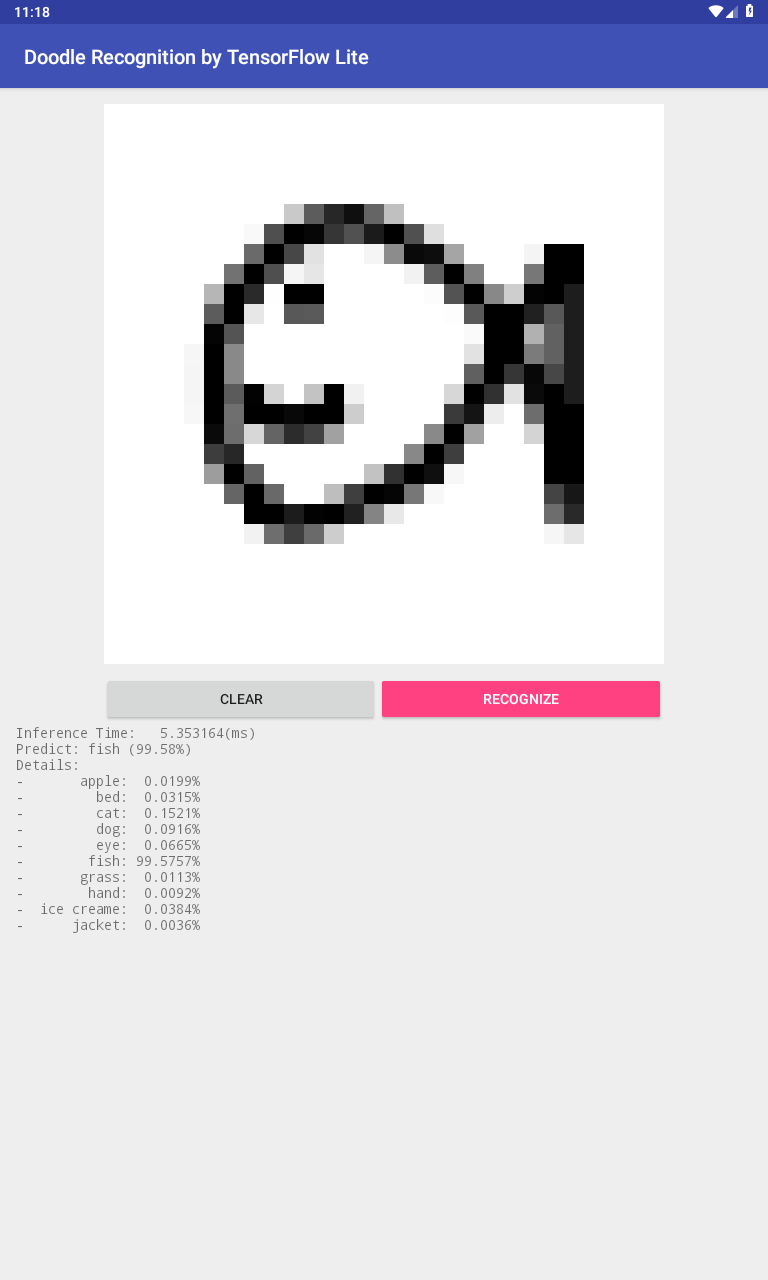 11:18
Doodle Recognition by TensorFlow Lite
CLEAR
RECOGNIZE
Inference Time:   5.353164(ms)
Predict: fish (99.58%)
Details:
-       apple:  0.0199%
-         bed:  0.0315%
-         cat:  0.1521%
-         dog:  0.0916%
-         eye:  0.0665%
-        fish: 99.5757%
-       grass:  0.0113%
-        hand:  0.0092%
-  ice creame:  0.0384%
-      jacket:  0.0036%